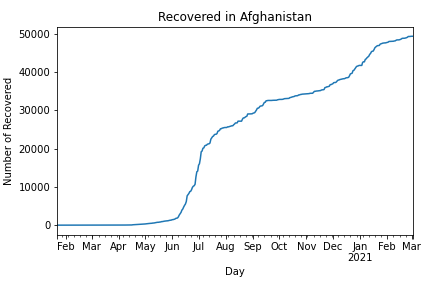 Recovered in Afghanistan
50000
40000
30000
20000
10000
0
Number of Recovered
Feb Mar Apr May Jun Jul Aug Sep Oct Nov Dec Jan Feb Mar
2021
Day